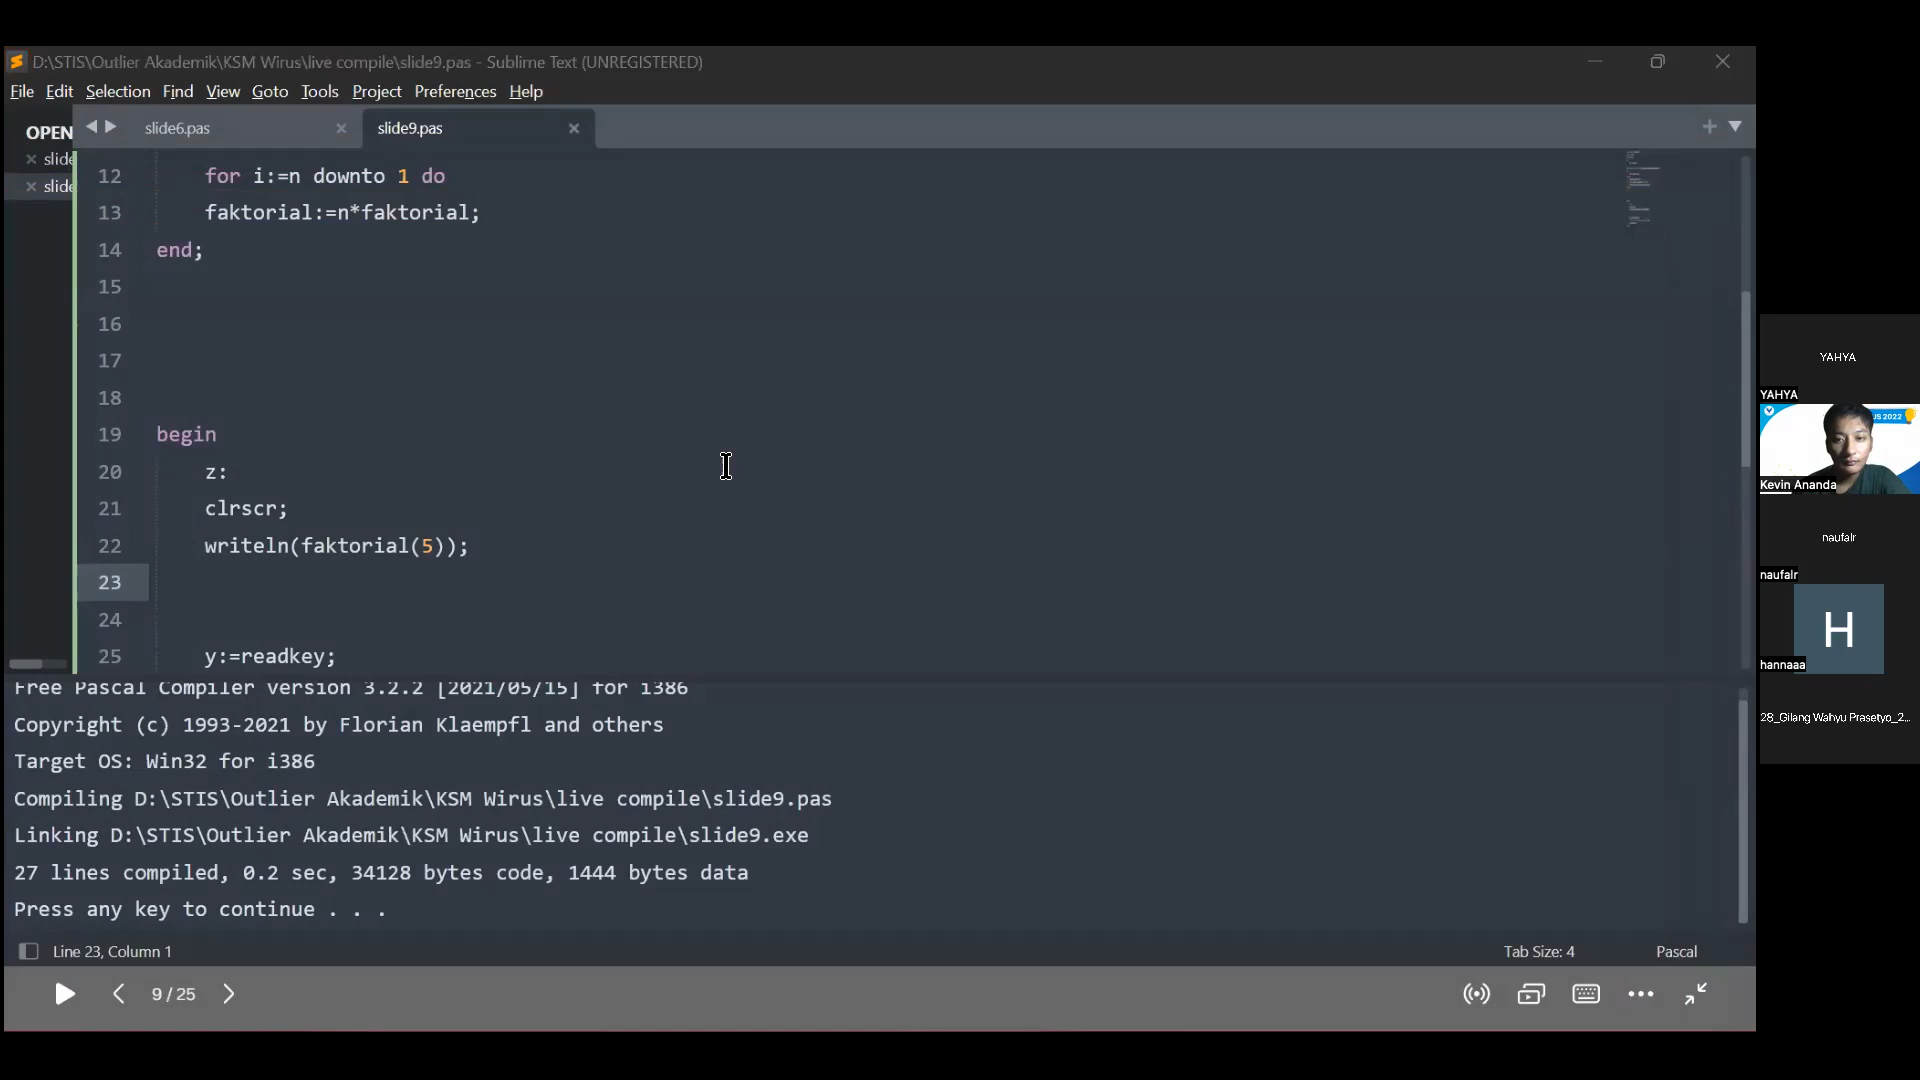 D:\STIS\Outlier Akademik\KSM Wirus\live compile\slide9.pas - Sublime Text (UNREGISTERED)
File Edit Selection Find View Goto Tools Project Preferences Help
OPEN
slide6.pas
slide9.pas
slide
slide
12 for i:=n downto 1 do
13 faktorial:=n*faktorial;
14 end;
15
16
17
18
19 begin
20 z:
21 clrscr;
22 writeln(faktorial(5));
23
24
25 y:=readkey;
Free Pascal Compiler version 3.2.2 [2021/05/15] for i386
Copyright (c) 1993-2021 by Florian Klaempfl and others
Target OS: Win32 for i386
Compiling D:\STIS\Outlier Akademik\KSM Wirus\live compile\slide9.pas
Linking D:\STIS\Outlier Akademik\KSM Wirus\live compile\slide9.exe
27 lines compiled, 0.2 sec, 34128 bytes code, 1444 bytes data
Press any key to continue . . .
Line 23, Column 1
Tab Size: 4
Pascal
9 / 25
YAHYA
YAHYA
US 2022
Kevin Ananda
naufalr
naufalr
H
hannaaa
28_Gilang Wahyu Prasetyo_2...